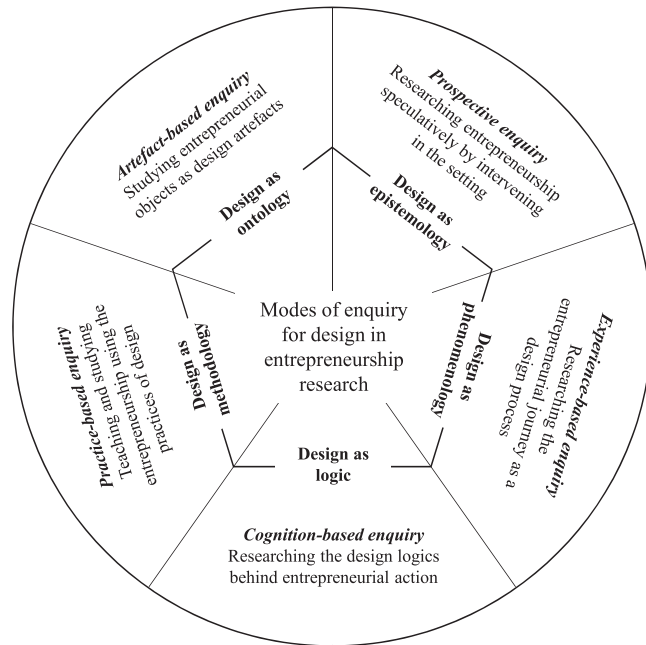 Artefact-based enquiry
Studying entrepreneurial
objects as design artefacts
Design as
ontology
Prospective enquiry
Researching entrepreneurship
speculatively by intervening
in the setting
Design as
epistemology
Experience-based enquiry
Researching the
entrepreneurial journey as a
design process
Design as
phenomenology
Modes of enquiry
for design in
entrepreneurship
research
Practice-based enquiry
Teaching and studying
entrepreneurship using the
practices of design
Design as
methodology
Design as
logic
Cognition-based enquiry
Researching the design logics
behind entrepreneurial action